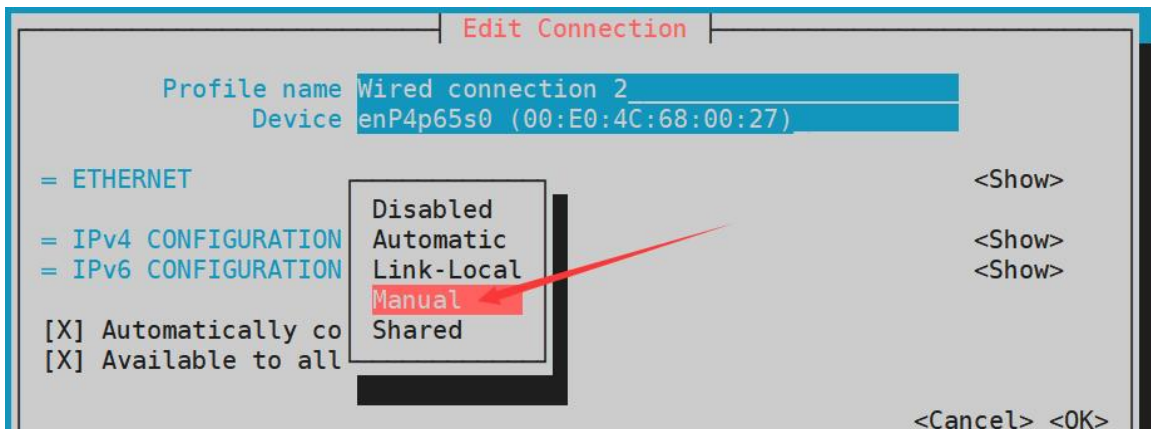 Edit Connection
Profile name Wired connection 2
Device enP4p65s0 (00:E0:4C:68:00:27)
= ETHERNET <Show>
Disabled
= IPv4 CONFIGURATION Automatic <Show>
= IPv6 CONFIGURATION Link-Local <Show>
Manual
[X] Automatically co Shared
[X] Available to all
<Cancel> <OK>